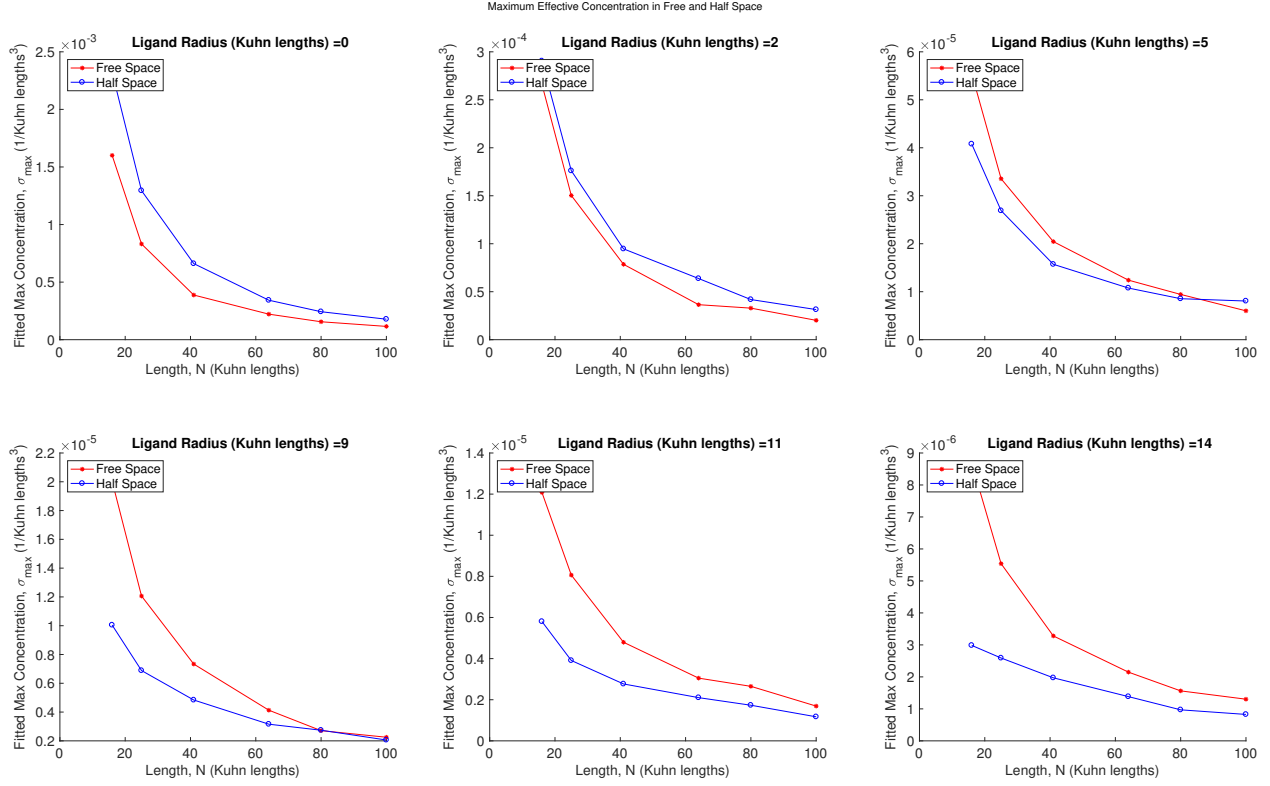 Maximum Effective Concentration in Free and Half Space
Ligand Radius (Kuhn lengths) =0
×10^-3
Fitted Max Concentration, σ_max (1/Kuhn lengths^3)
2.5
1.5
1
0.5
0
Free Space
Half Space
0 20 40 60 80 100
Length, N (Kuhn lengths)
Ligand Radius (Kuhn lengths) =2
×10^-4
Fitted Max Concentration, σ_max (1/Kuhn lengths^3)
3
2.5
1.5
1
0.5
0
Free Space
Half Space
0 20 40 60 80 100
Length, N (Kuhn lengths)
Ligand Radius (Kuhn lengths) =5
×10^-5
Fitted Max Concentration, σ_max (1/Kuhn lengths^3)
6
5
4
3
2
1
0
Free Space
Half Space
0 20 40 60 80 100
Length, N (Kuhn lengths)
Ligand Radius (Kuhn lengths) =9
×10^-5
Fitted Max Concentration, σ_max (1/Kuhn lengths^3)
2.2
2
1.8
1.6
1.4
1.2
1
0.8
0.6
0.4
0.2
Free Space
Half Space
0 20 40 60 80 100
Length, N (Kuhn lengths)
Ligand Radius (Kuhn lengths) =11
×10^-5
Fitted Max Concentration, σ_max (1/Kuhn lengths^3)
1.4
1.2
1
0.8
0.6
0.4
0.2
0
Free Space
Half Space
0 20 40 60 80 100
Length, N (Kuhn lengths)
Ligand Radius (Kuhn lengths) =14
×10^-6
Fitted Max Concentration, σ_max (1/Kuhn lengths^3)
9
8
7
6
5
4
3
2
1
0
Free Space
Half Space
0 20 40 60 80 100
Length, N (Kuhn lengths)